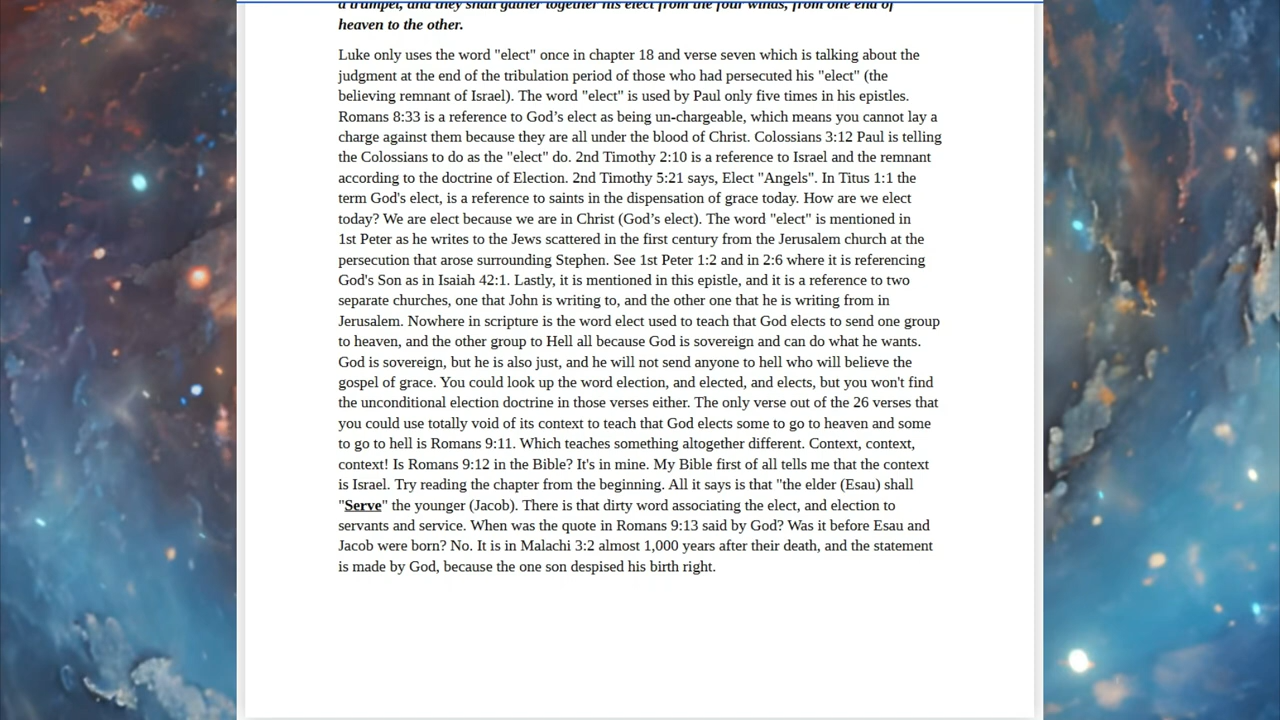 a trumpet, and they shall gather together his elect from the four winds, from one end of
heaven to the other.
Luke only uses the word "elect" once in chapter 18 and verse seven which is talking about the
judgment at the end of the tribulation period of those who had persecuted his "elect" (the
believing remnant of Israel). The word "elect" is used by Paul only five times in his epistles.
Romans 8:33 is a reference to God’s elect as being un-chargeable, which means you cannot lay a
charge against them because they are all under the blood of Christ. Colossians 3:12 Paul is telling
the Colossians to do as the "elect" do. 2nd Timothy 2:10 is a reference to Israel and the remnant
according to the doctrine of Election. 2nd Timothy 5:21 says, Elect "Angels". In Titus 1:1 the
term God's elect, is a reference to saints in the dispensation of grace today. How are we elect
today? We are elect because we are in Christ (God’s elect). The word "elect" is mentioned in
1st Peter as he writes to the Jews scattered in the first century from the Jerusalem church at the
persecution that arose surrounding Stephen. See 1st Peter 1:2 and in 2:6 where it is referencing
God's Son as in Isaiah 42:1. Lastly, it is mentioned in this epistle, and it is a reference to two
separate churches, one that John is writing to, and the other one that he is writing from in
Jerusalem. Nowhere in scripture is the word elect used to teach that God elects to send one group
to heaven, and the other group to Hell all because God is sovereign and can do what he wants.
God is sovereign, but he is also just, and he will not send anyone to hell who will believe the
gospel of grace. You could look up the word election, and elected, and elects, but you won't find
the unconditional election doctrine in those verses either. The only verse out of the 26 verses that
you could use totally void of its context to teach that God elects some to go to heaven and some
to go to hell is Romans 9:11. Which teaches something altogether different. Context, context,
context! Is Romans 9:12 in the Bible? It's in mine. My Bible first of all tells me that the context
is Israel. Try reading the chapter from the beginning. All it says is that "the elder (Esau) shall
"Serve" the younger (Jacob). There is that dirty word associating the elect, and election to
servants and service. When was the quote in Romans 9:13 said by God? Was it before Esau and
Jacob were born? No. It is in Malachi 3:2 almost 1,000 years after their death, and the statement
is made by God, because the one son despised his birth right.